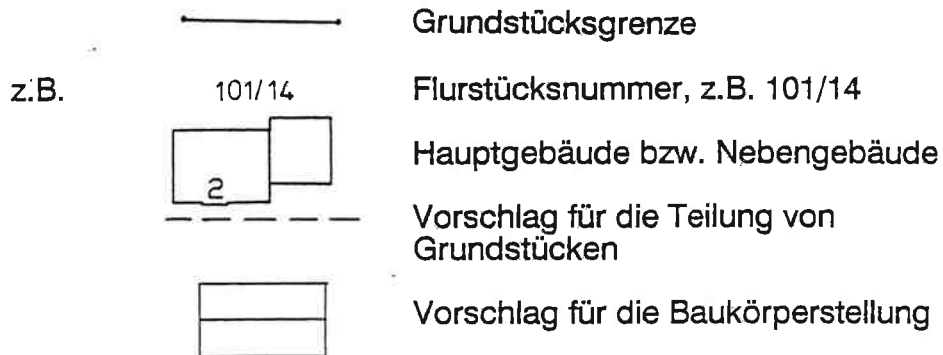 Grundstücksgrenze
z.B. 101/14 Flurstücksnummer, z.B. 101/14
Hauptgebäude bzw. Nebengebäude
2
Vorschlag für die Teilung von
Grundstücken
Vorschlag für die Baukörperstellung